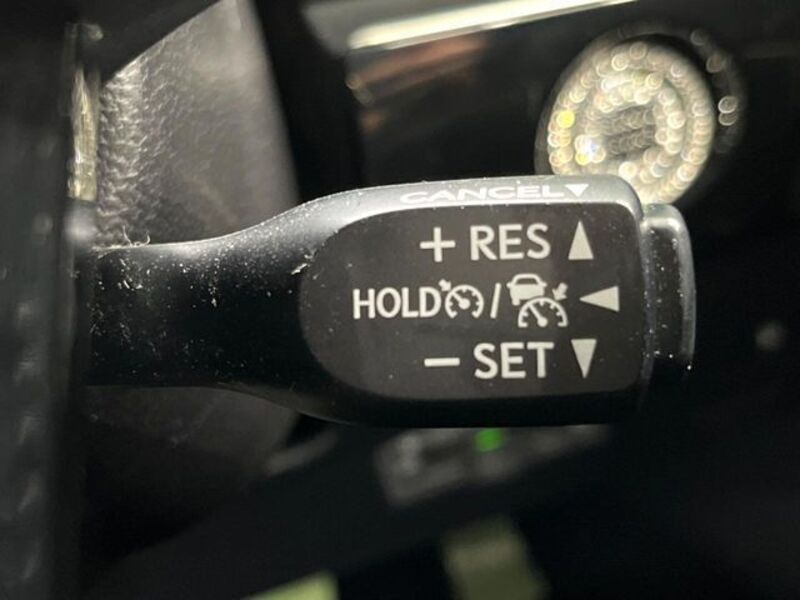 CANCEL▼
+ RES ▲
HOLD / ◀
− SET ▼